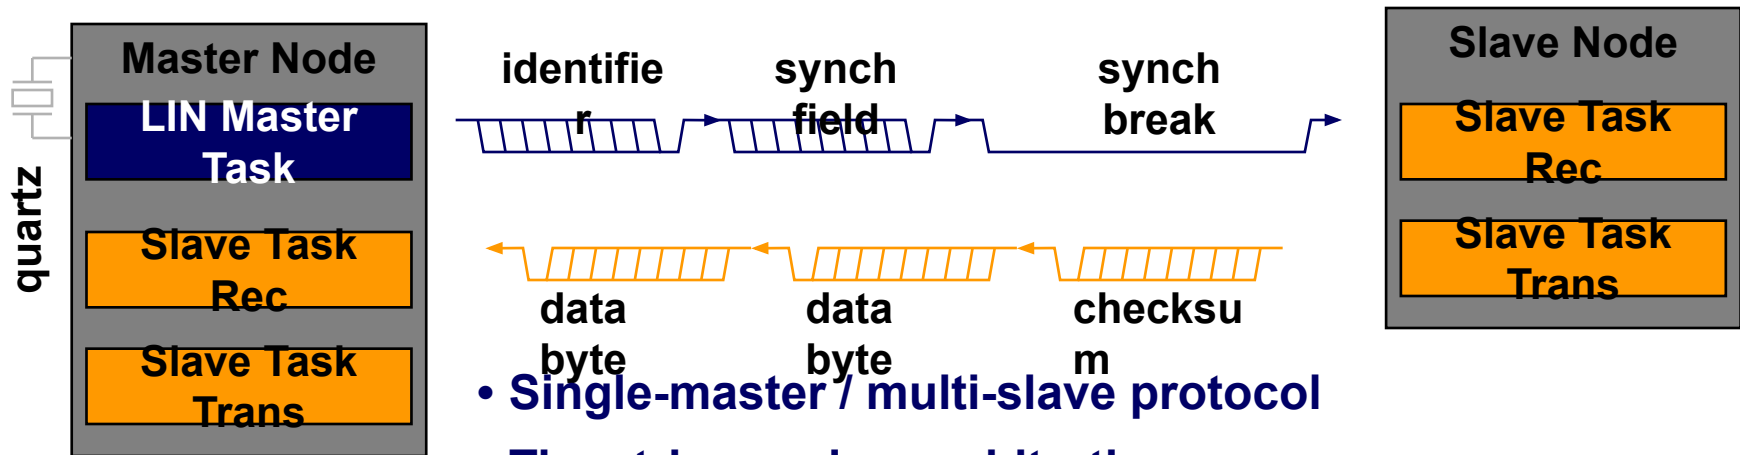 Master Node
LIN Master
Task
Slave Task
Rec
Slave Task
Trans
quartz
identifie
r
synch
field
synch
break
data
byte
data
byte
checksu
m
Slave Node
Slave Task
Rec
Slave Task
Trans
• Single-master / multi-slave protocol